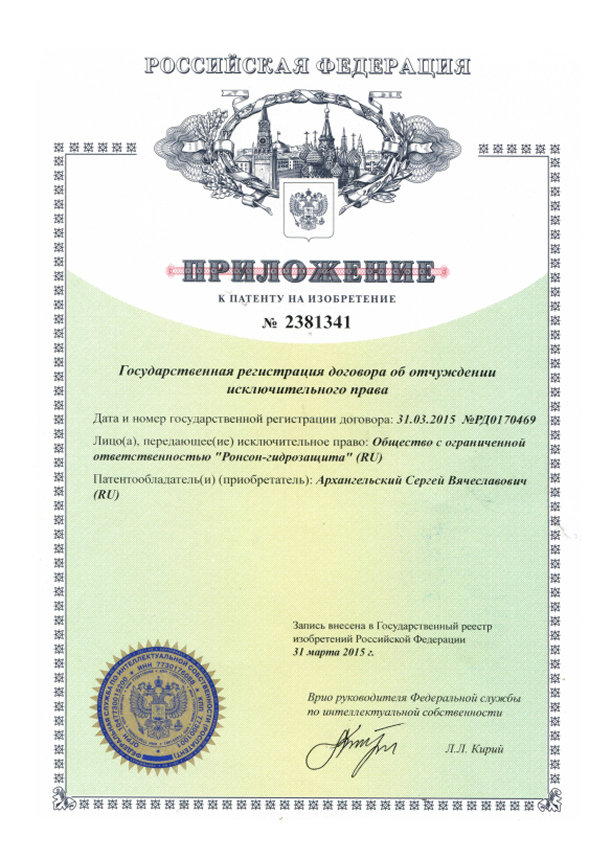 РОССИЙСКАЯ ФЕДЕРАЦИЯ
ПРИЛОЖЕНИЕ
К ПАТЕНТУ НА ИЗОБРЕТЕНИЕ
№ 2381341
Государственная регистрация договора об отчуждении
исключительного права
Дата и номер государственной регистрации договора: 31.03.2015 №РД0170469
Лицо(а), передающее(ие) исключительное право: Общество с ограниченной
ответственностью "Ронсон-гидрозащита" (RU)
Патентообладатель(и) (приобретатель): Архангельский Сергей Вячеславович
(RU)
Запись внесена в Государственный реестр
изобретений Российской Федерации
31 марта 2015 г.
Врио руководителя Федеральной службы
по интеллектуальной собственности
Л.Л. Кирий
ФЕДЕРАЛЬНАЯ СЛУЖБА ПО ИНТЕЛЛЕКТУАЛЬНОЙ СОБСТВЕННОСТИ (РОСПАТЕНТ)